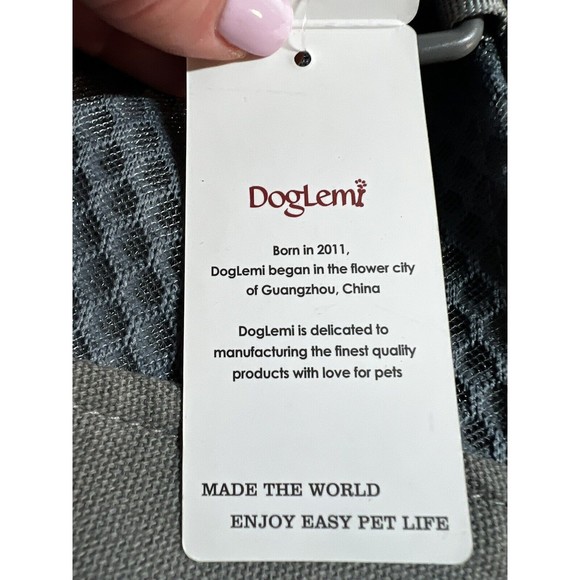 DogLemi
Born in 2011,
DogLemi began in the flower city
of Guangzhou, China
DogLemi is delicated to
manufacturing the finest quality
products with love for pets
MADE THE WORLD
ENJOY EASY PET LIFE